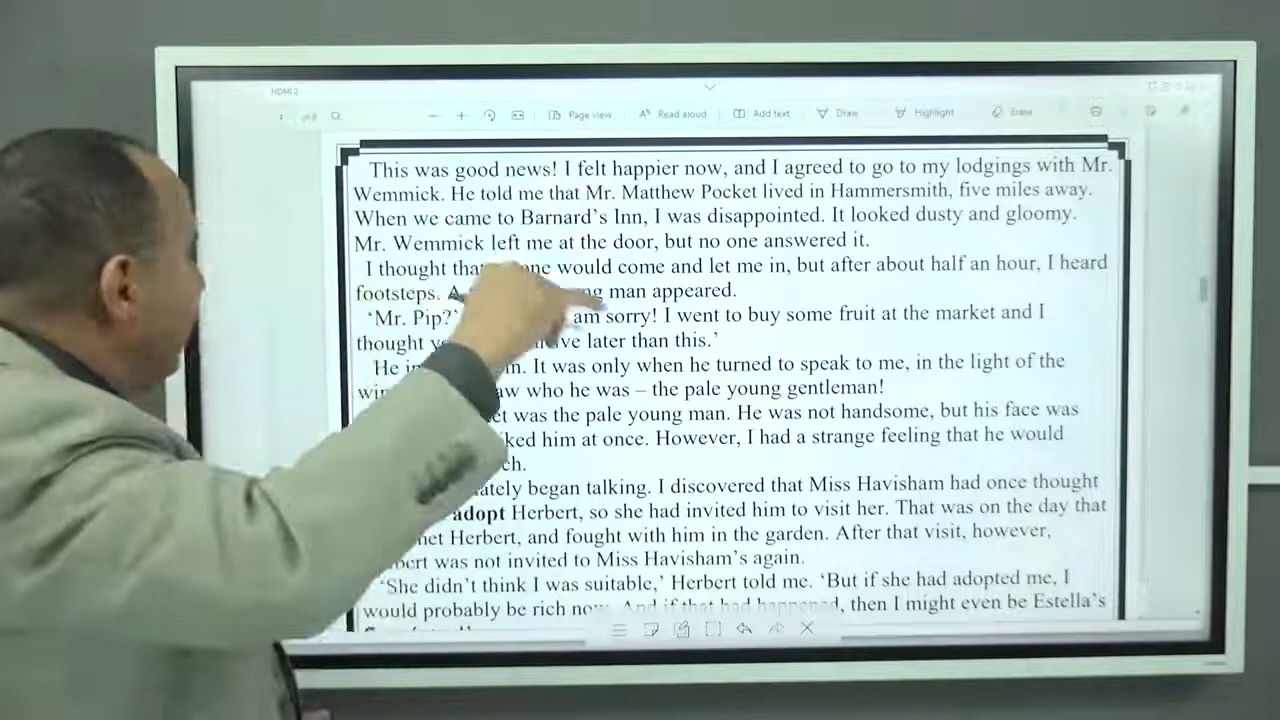 HDMI 2
Page view
Read aloud
Add text
Draw
Highlight
Erase
This was good news! I felt happier now, and I agreed to go to my lodgings with Mr.
Wemmick. He told me that Mr. Matthew Pocket lived in Hammersmith, five miles away.
When we came to Barnard's Inn, I was disappointed. It looked dusty and gloomy.
Mr. Wemmick left me at the door, but no one answered it.
I thought would come and let me in, but after about half an hour, I heard
footsteps. man appeared.
'Mr. Pip?' am sorry! I went to buy some fruit at the market and I
thought later than this.'
He in. It was only when he turned to speak to me, in the light of the
who he was – the pale young gentleman!
was the pale young man. He was not handsome, but his face was
him at once. However, I had a strange feeling that he would
began talking. I discovered that Miss Havisham had once thought
adopt Herbert, so she had invited him to visit her. That was on the day that
Herbert, and fought with him in the garden. After that visit, however,
was not invited to Miss Havisham's again.
'She didn't think I was suitable,' Herbert told me. 'But if she had adopted me, I
would probably be rich now. And if that had happened, then I might even be Estella's